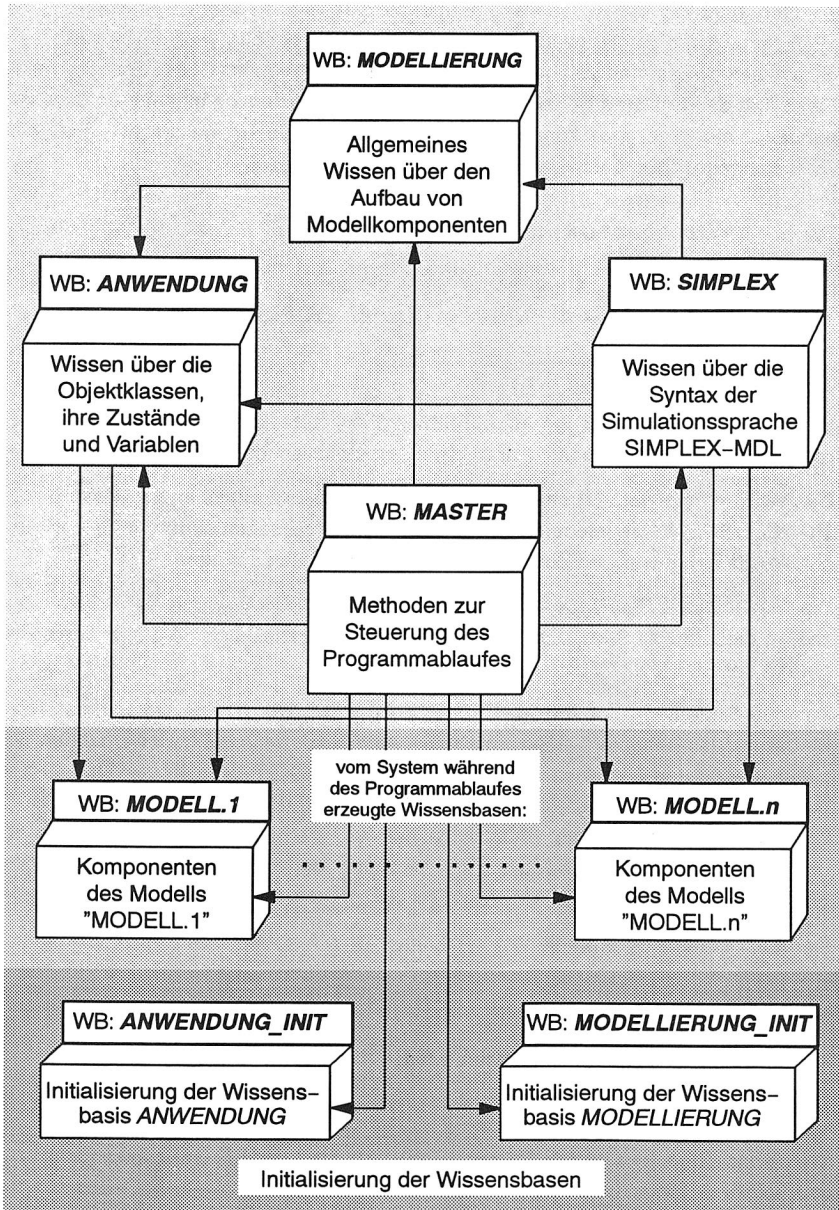 WB: MODELLIERUNG
Allgemeines
Wissen über den
Aufbau von
Modellkomponenten
WB: ANWENDUNG
Wissen über die
Objektklassen,
ihre Zustände
und Variablen
WB: SIMPLEX
Wissen über die
Syntax der
Simulationssprache
SIMPLEX–MDL
WB: MASTER
Methoden zur
Steuerung des
Programmablaufes
vom System während
des Programmablaufes
erzeugte Wissensbasen:
WB: MODELL.1
Komponenten
des Modells
"MODELL.1"
WB: MODELL.n
Komponenten
des Modells
"MODELL.n"
WB: ANWENDUNG_INIT
Initialisierung der Wissens–
basis ANWENDUNG
WB: MODELLIERUNG_INIT
Initialisierung der Wissens–
basis MODELLIERUNG
Initialisierung der Wissensbasen